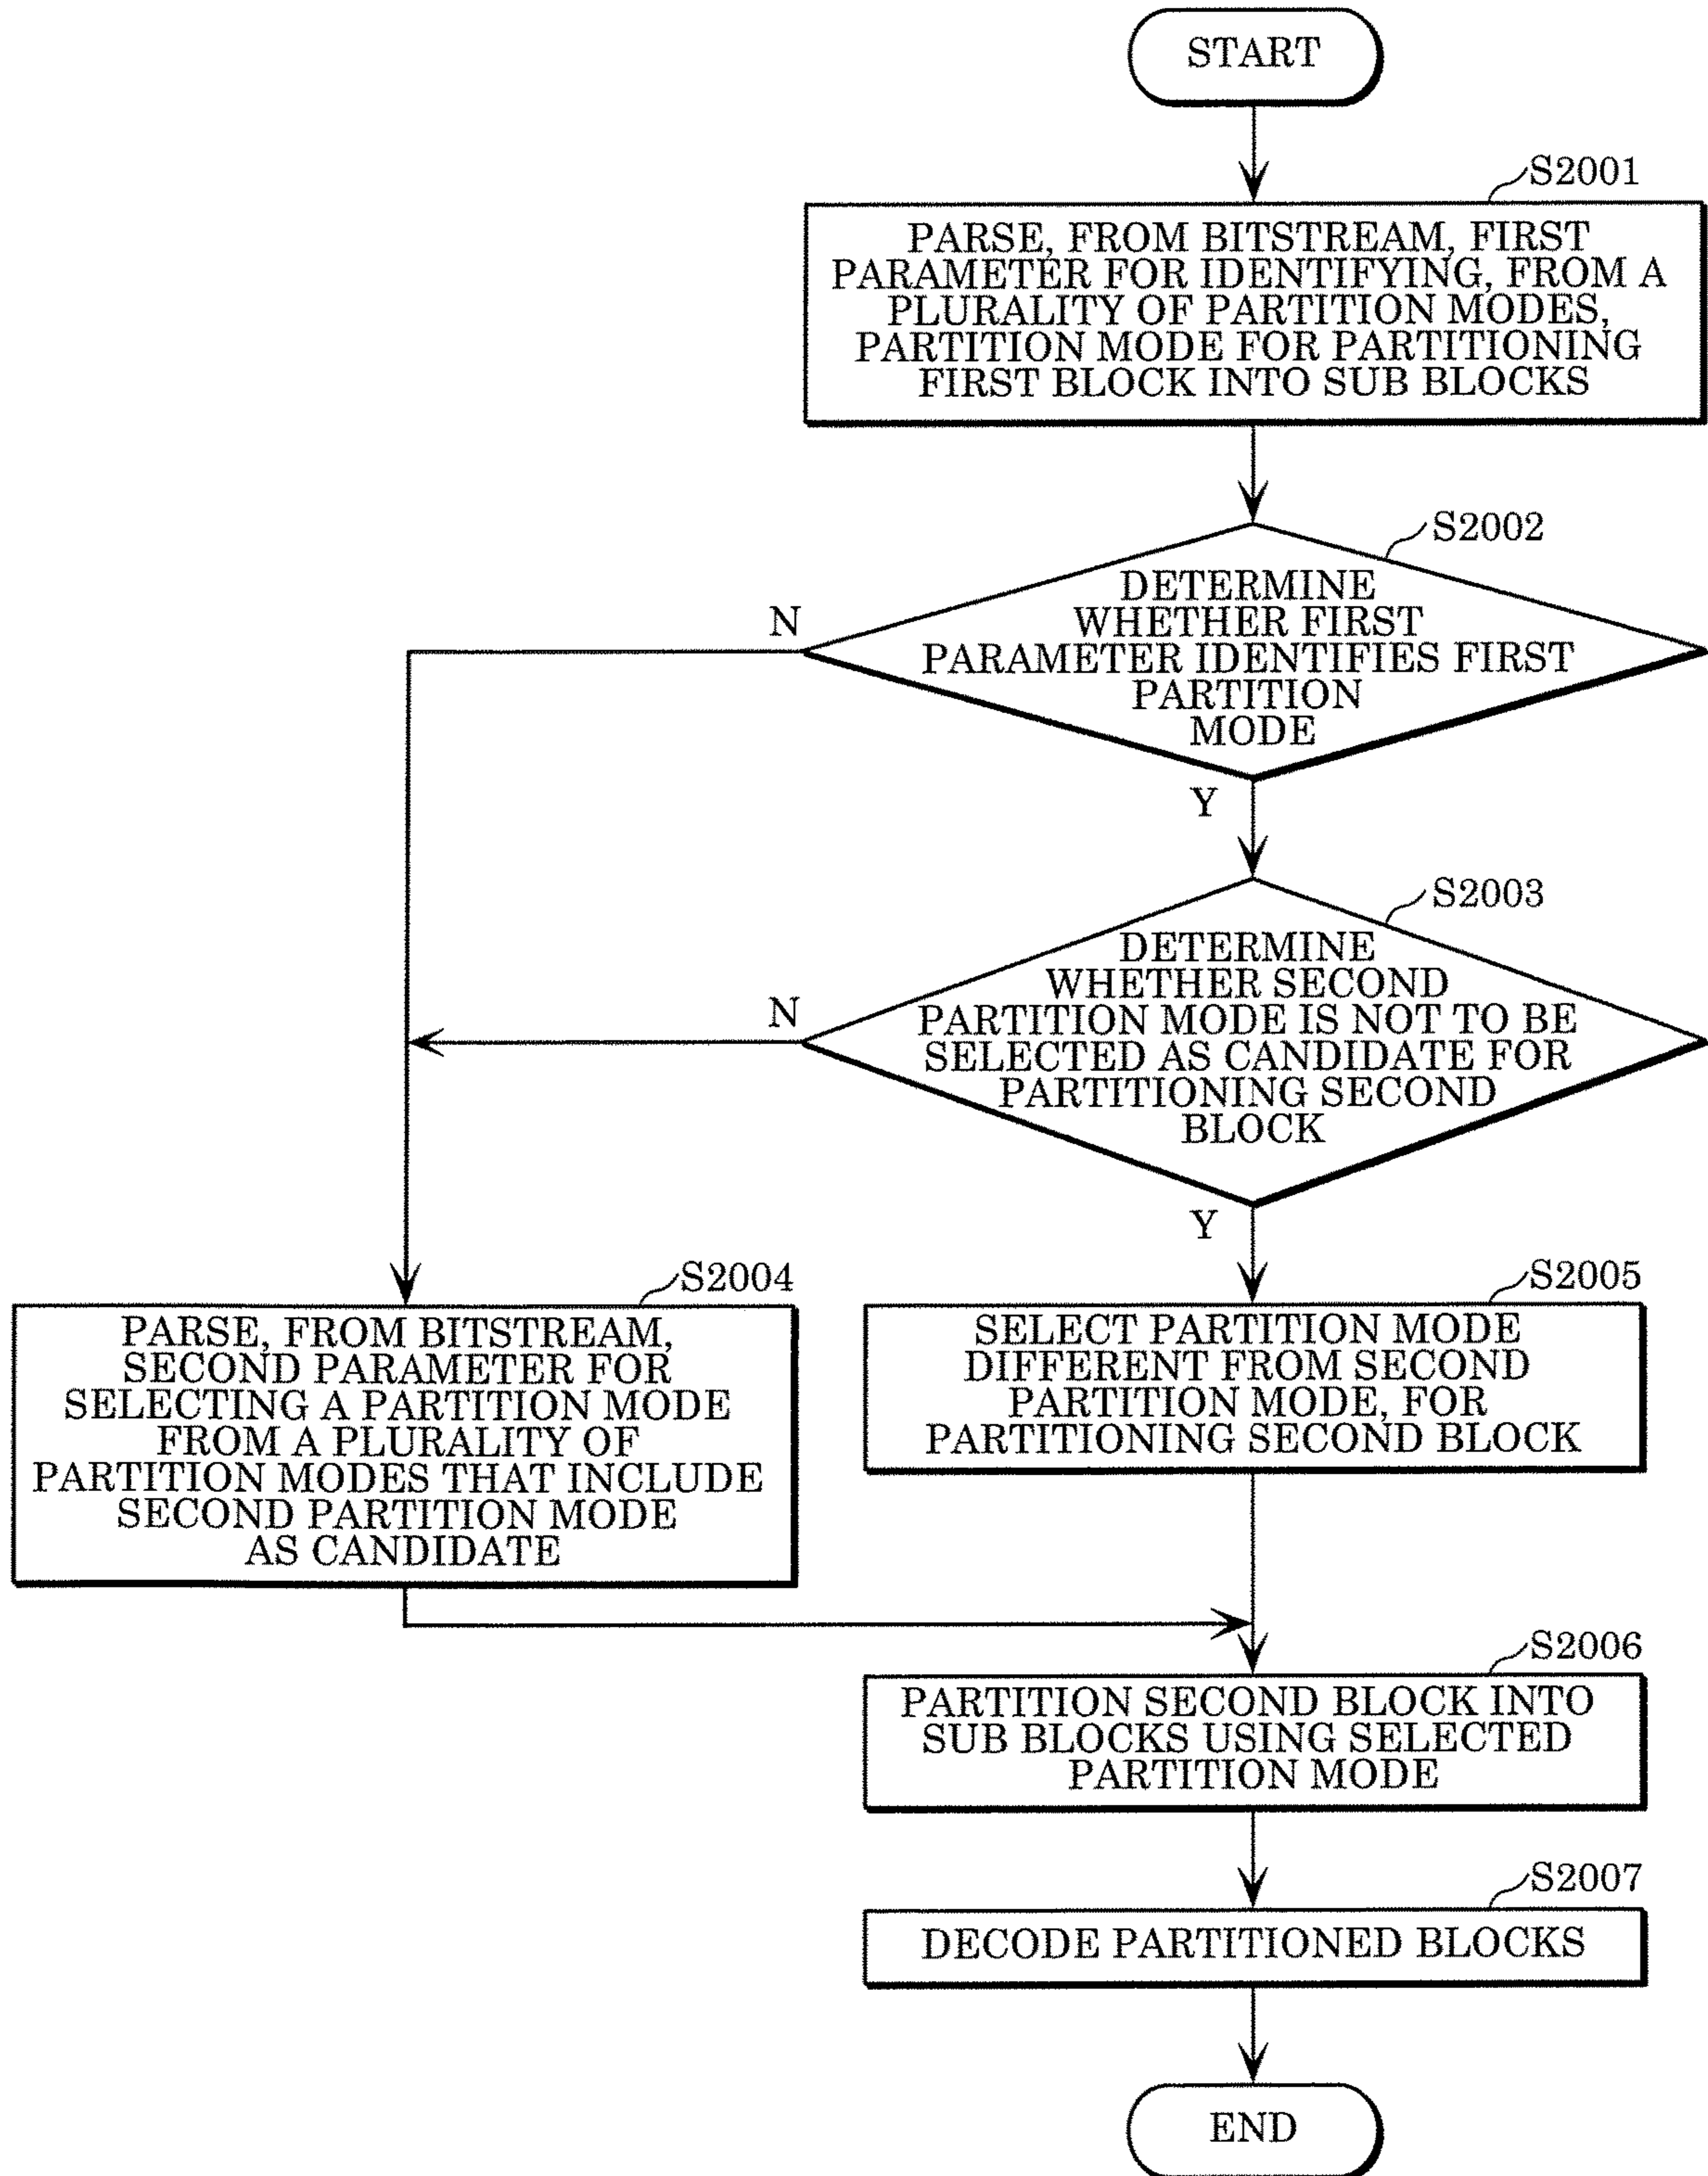 START
S2001
PARSE, FROM BITSTREAM, FIRST
PARAMETER FOR IDENTIFYING, FROM A
PLURALITY OF PARTITION MODES,
PARTITION MODE FOR PARTITIONING
FIRST BLOCK INTO SUB BLOCKS
S2002
DETERMINE
WHETHER FIRST
PARAMETER IDENTIFIES FIRST
PARTITION
MODE
N
Y
S2003
DETERMINE
WHETHER SECOND
PARTITION MODE IS NOT TO BE
SELECTED AS CANDIDATE FOR
PARTITIONING SECOND
BLOCK
N
Y
S2004
PARSE, FROM BITSTREAM,
SECOND PARAMETER FOR
SELECTING A PARTITION MODE
FROM A PLURALITY OF
PARTITION MODES THAT INCLUDE
SECOND PARTITION MODE
AS CANDIDATE
S2005
SELECT PARTITION MODE
DIFFERENT FROM SECOND
PARTITION MODE, FOR
PARTITIONING SECOND BLOCK
S2006
PARTITION SECOND BLOCK INTO
SUB BLOCKS USING SELECTED
PARTITION MODE
S2007
DECODE PARTITIONED BLOCKS
END